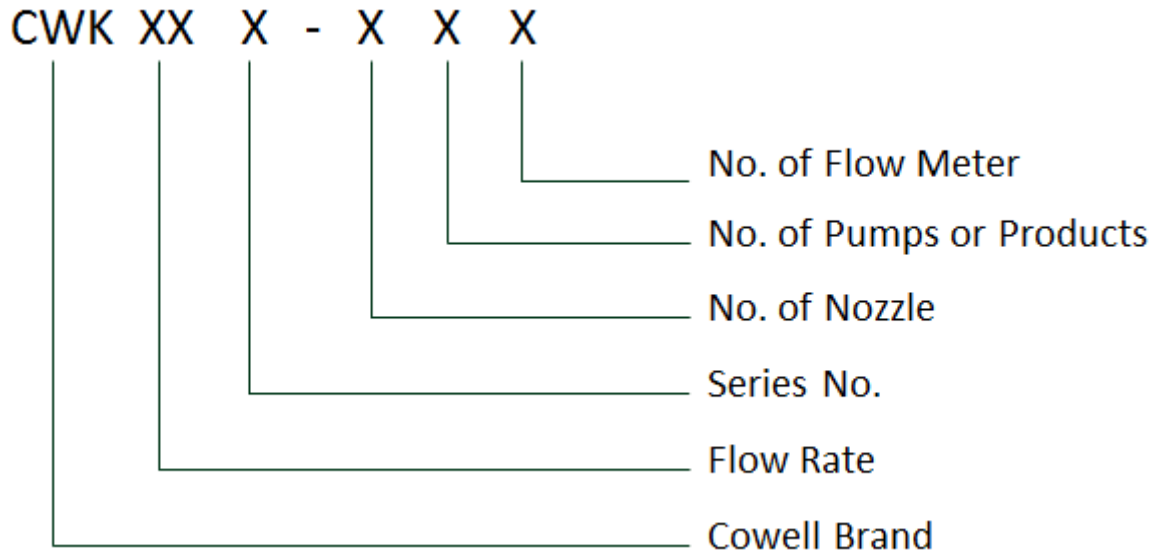 CWK XX X - X X X
No. of Flow Meter
No. of Pumps or Products
No. of Nozzle
Series No.
Flow Rate
Cowell Brand